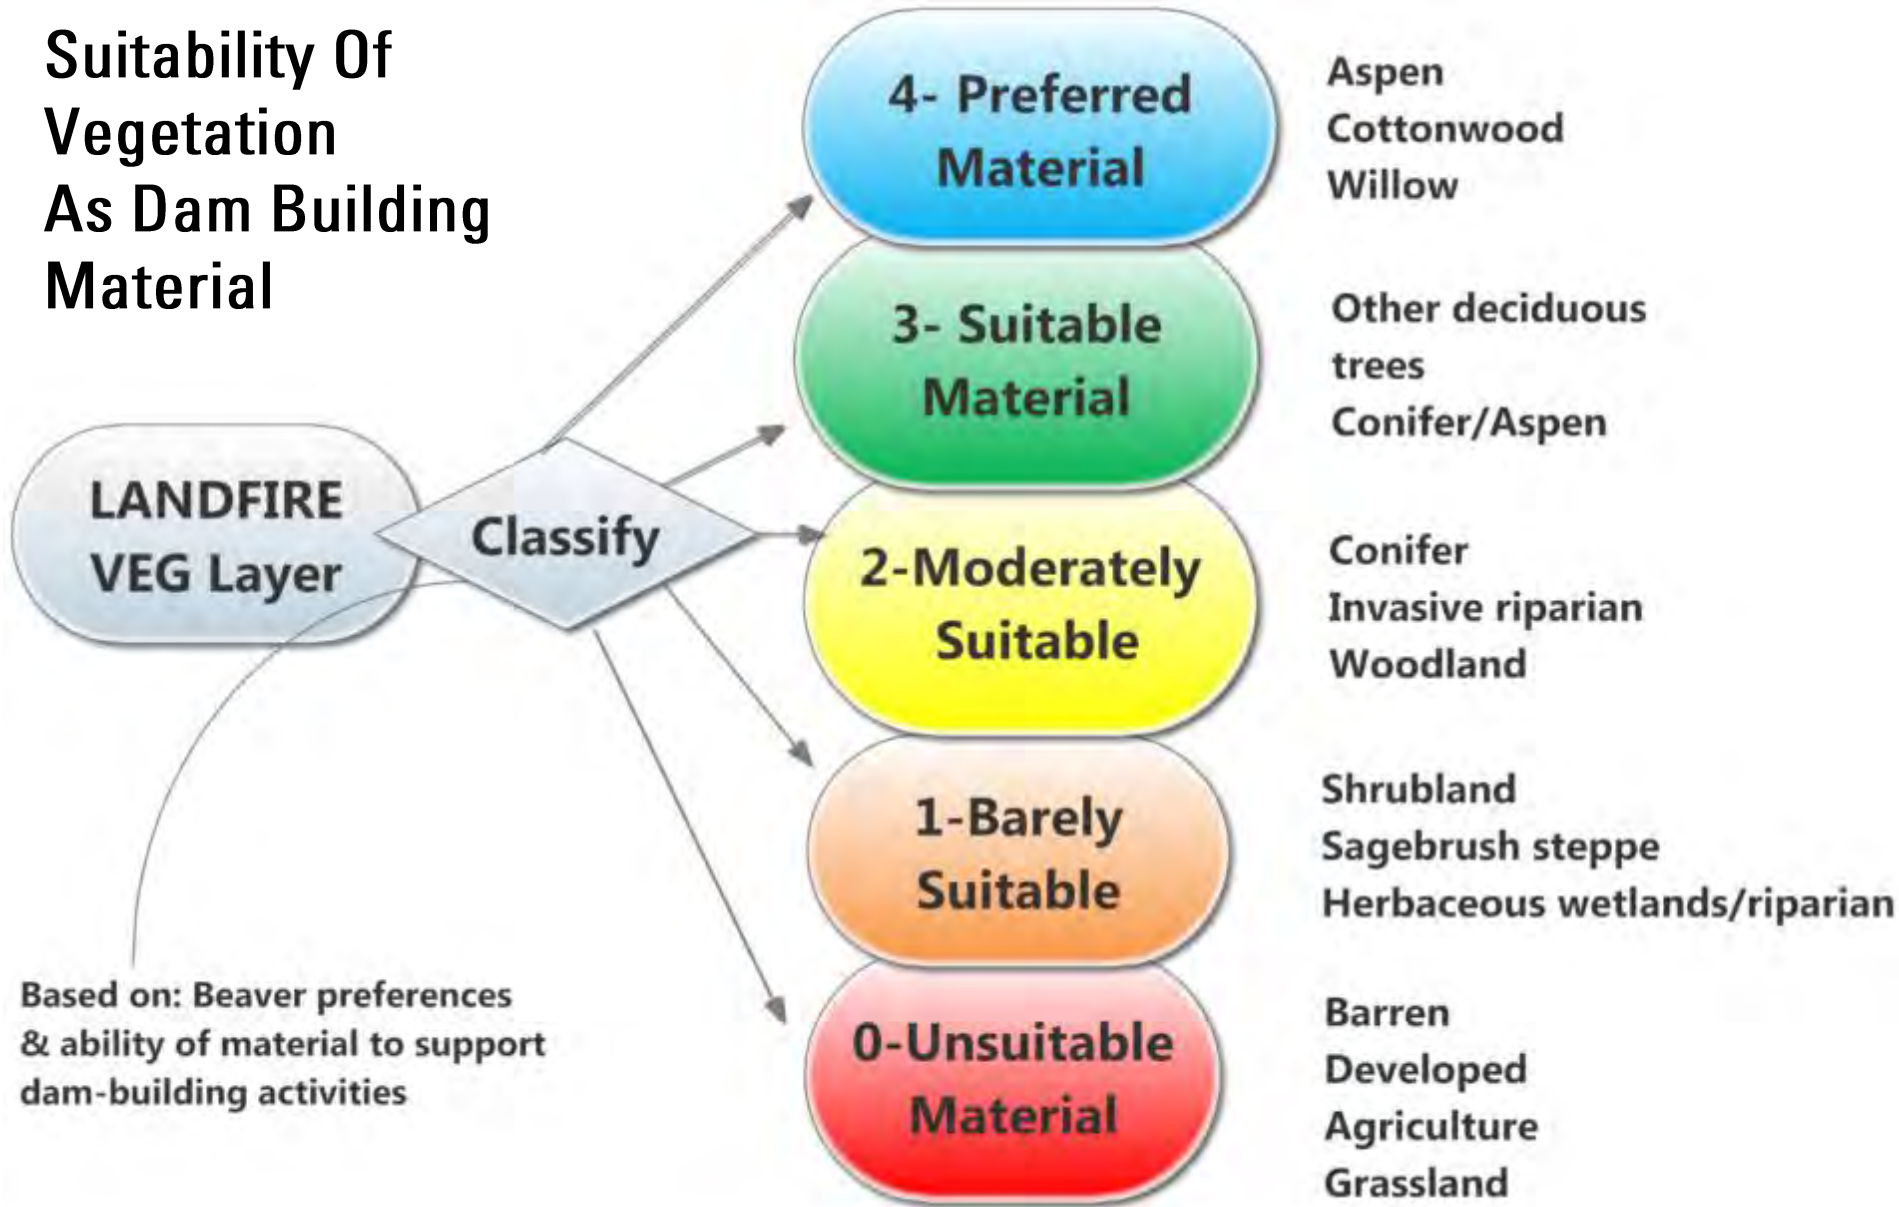 Suitability Of
Vegetation
As Dam Building
Material
LANDFIRE
VEG Layer
Classify
Based on: Beaver preferences
& ability of material to support
dam-building activities
4- Preferred
Material
Aspen
Cottonwood
Willow
3- Suitable
Material
Other deciduous
trees
Conifer/Aspen
2-Moderately
Suitable
Conifer
Invasive riparian
Woodland
1-Barely
Suitable
Shrubland
Sagebrush steppe
Herbaceous wetlands/riparian
0-Unsuitable
Material
Barren
Developed
Agriculture
Grassland